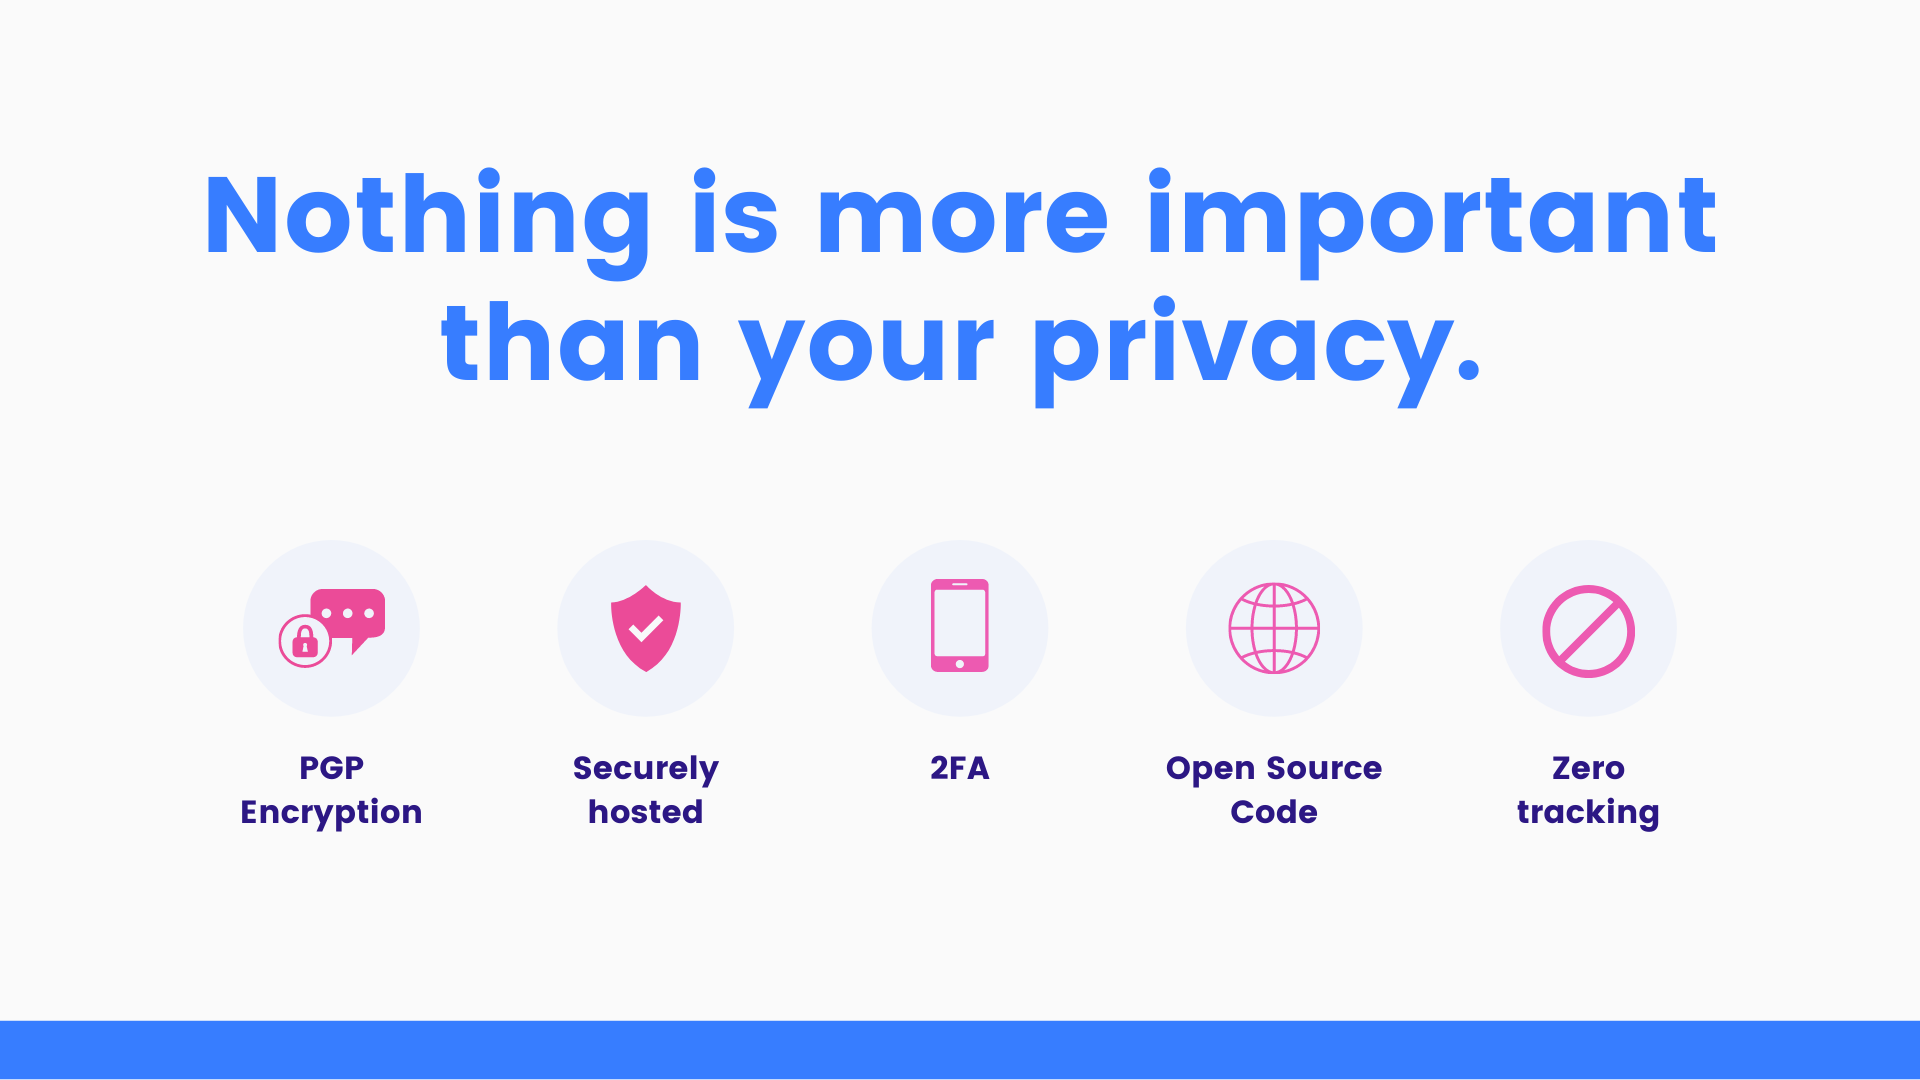 Nothing is more important
than your privacy.
PGP
Encryption
Securely
hosted
2FA
Open Source
Code
Zero
tracking